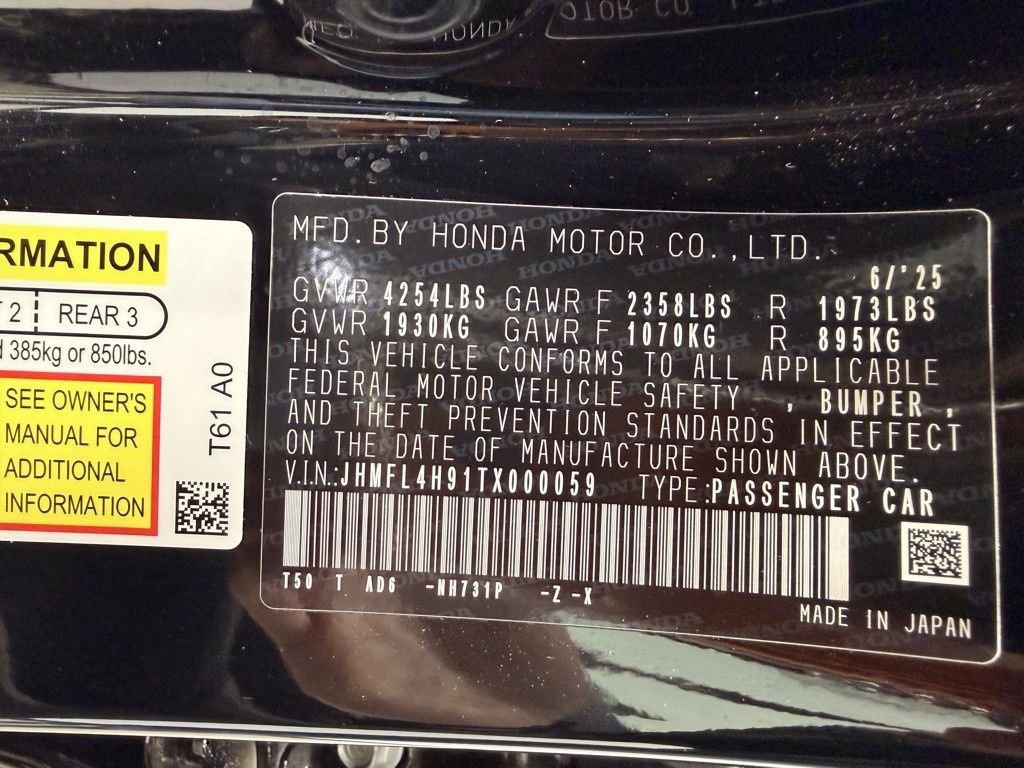 RMATION
T 2 REAR 3
d 385kg or 850lbs.
SEE OWNER'S
MANUAL FOR
ADDITIONAL
INFORMATION
T61 A0
MFD. BY HONDA MOTOR CO., LTD.
6/'25
GVWR 4254LBS GAWR F 2358LBS R 1973LBS
GVWR 1930KG GAWR F 1070KG R 895KG
THIS VEHICLE CONFORMS TO ALL APPLICABLE
FEDERAL MOTOR VEHICLE SAFETY , BUMPER ,
AND THEFT PREVENTION STANDARDS IN EFFECT
ON THE DATE OF MANUFACTURE SHOWN ABOVE.
V.IN.:JHMFL4H91TX000059 TYPE:PASSENGER CAR
T50 T AD6 -NH731P -Z -X
MADE IN JAPAN